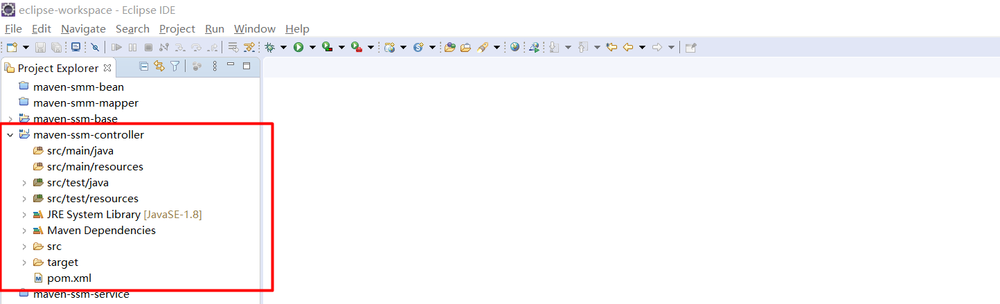 eclipse-workspace - Eclipse IDE
File Edit Navigate Search Project Run Window Help
Project Explorer
maven-smm-bean
maven-smm-mapper
maven-ssm-base
maven-ssm-controller
src/main/java
src/main/resources
src/test/java
src/test/resources
JRE System Library [JavaSE-1.8]
Maven Dependencies
src
target
pom.xml
maven-ssm-service